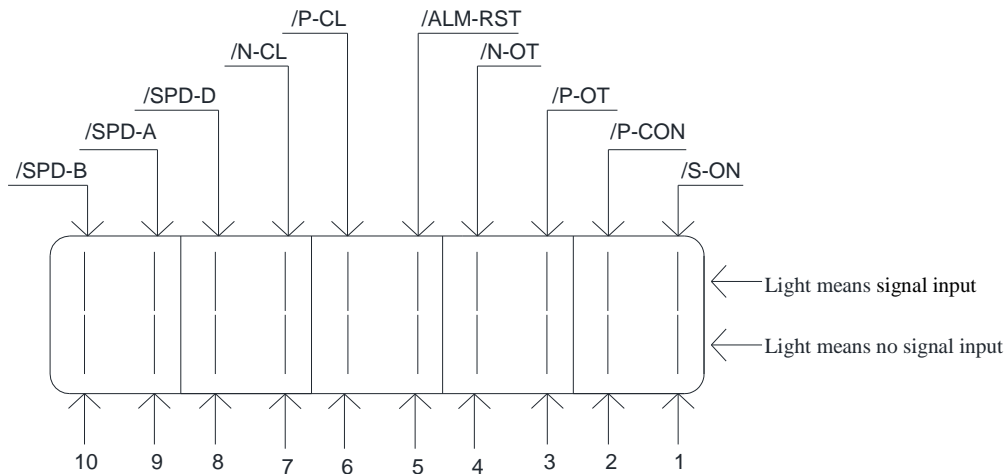 /P-CL
/ALM-RST
/N-CL
/N-OT
/SPD-D
/P-OT
/SPD-A
/P-CON
/SPD-B
/S-ON
Light means signal input
Light means no signal input
10 9 8 7 6 5 4 3 2 1